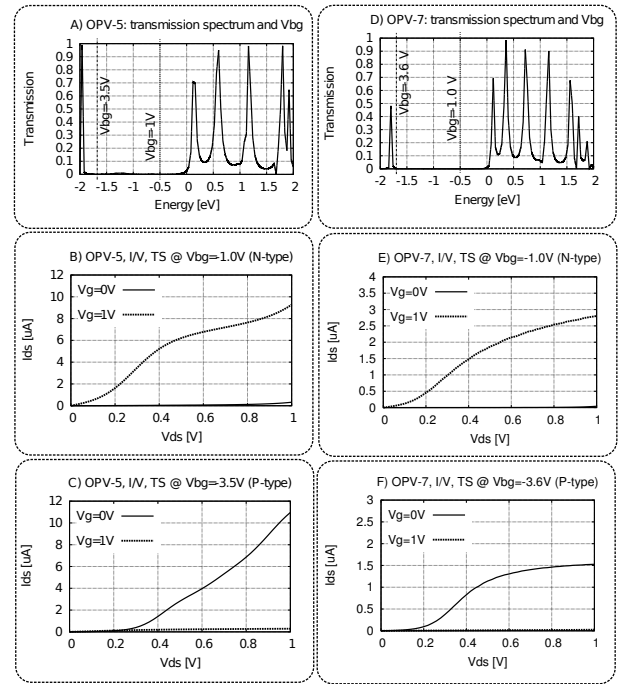 A) OPV-5: transmission spectrum and Vbg
1
0.9
0.8
0.7
0.6
0.5
0.4
0.3
0.2
0.1
0
Transmission
Vbg=-3.5V
Vbg=-1V
-2 -1.5 -1 -0.5 0 0.5 1 1.5 2
Energy [eV]
D) OPV-7: transmission spectrum and Vbg
1
0.9
0.8
0.7
0.6
0.5
0.4
0.3
0.2
0.1
0
Transmission
Vbg=-3.6 V
Vbg=-1.0 V
-2 -1.5 -1 -0.5 0 0.5 1 1.5 2
Energy [eV]
B) OPV-5, I/V, TS @ Vbg=-1.0V (N-type)
12
10
8
6
4
2
0
Ids [uA]
Vg=0V
Vg=1V
0 0.2 0.4 0.6 0.8 1
Vds [V]
E) OPV-7, I/V, TS @ Vbg=-1.0V (N-type)
4
3.5
3
2.5
2
1.5
1
0.5
0
Ids [uA]
Vg=0V
Vg=1V
0 0.2 0.4 0.6 0.8 1
Vds [V]
C) OPV-5, I/V, TS @ Vbg=-3.5V (P-type)
12
10
8
6
4
2
0
Ids [uA]
Vg=0V
Vg=1V
0 0.2 0.4 0.6 0.8 1
Vds [V]
F) OPV-7, I/V, TS @ Vbg=-3.6V (P-type)
3
2.5
2
1.5
1
0.5
0
Ids [uA]
Vg=0V
Vg=1V
0 0.2 0.4 0.6 0.8 1
Vds [V]